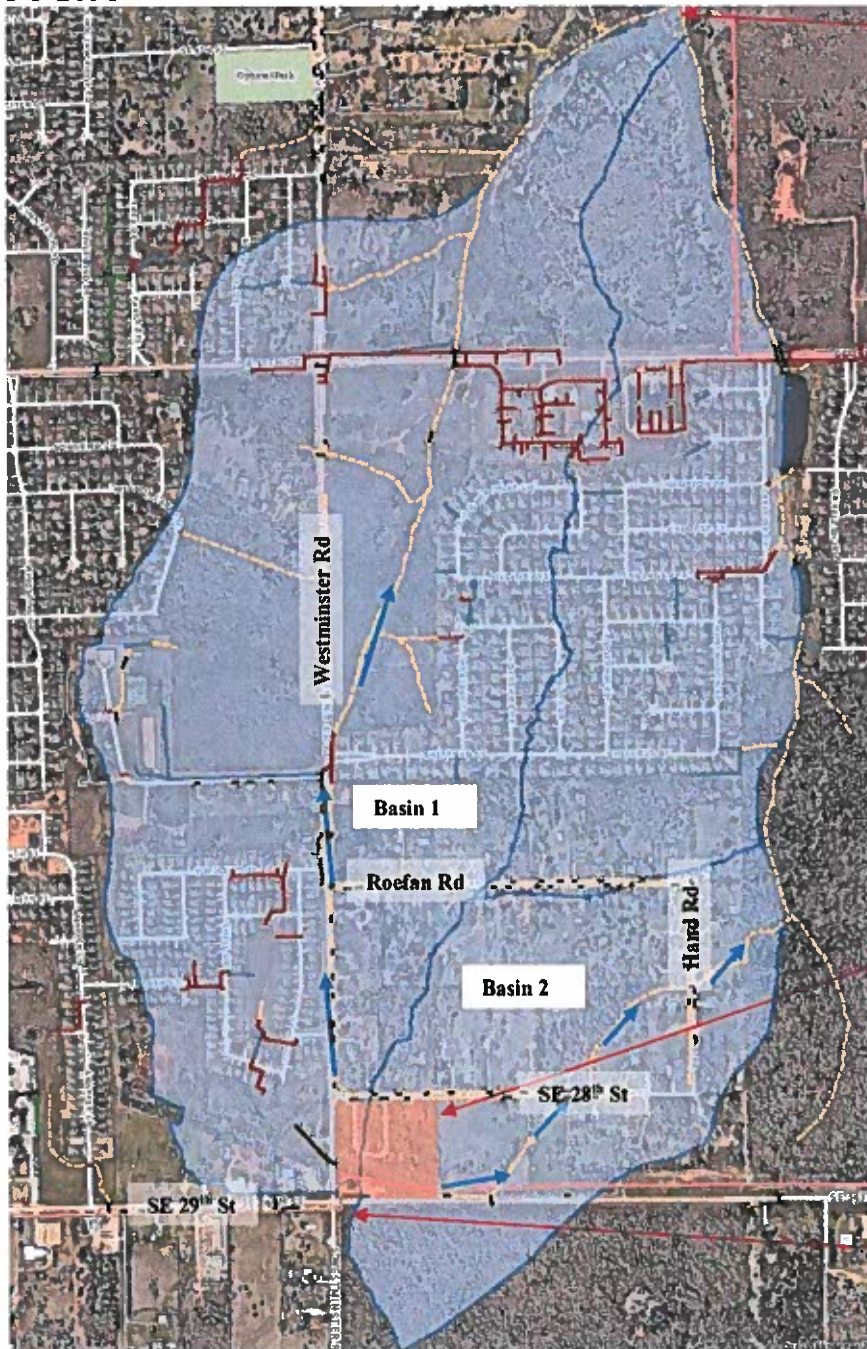 Westminster Rd
Basin 1
Roefan Rd
Hand Rd
Basin 2
SE 28th St
SE 29th St